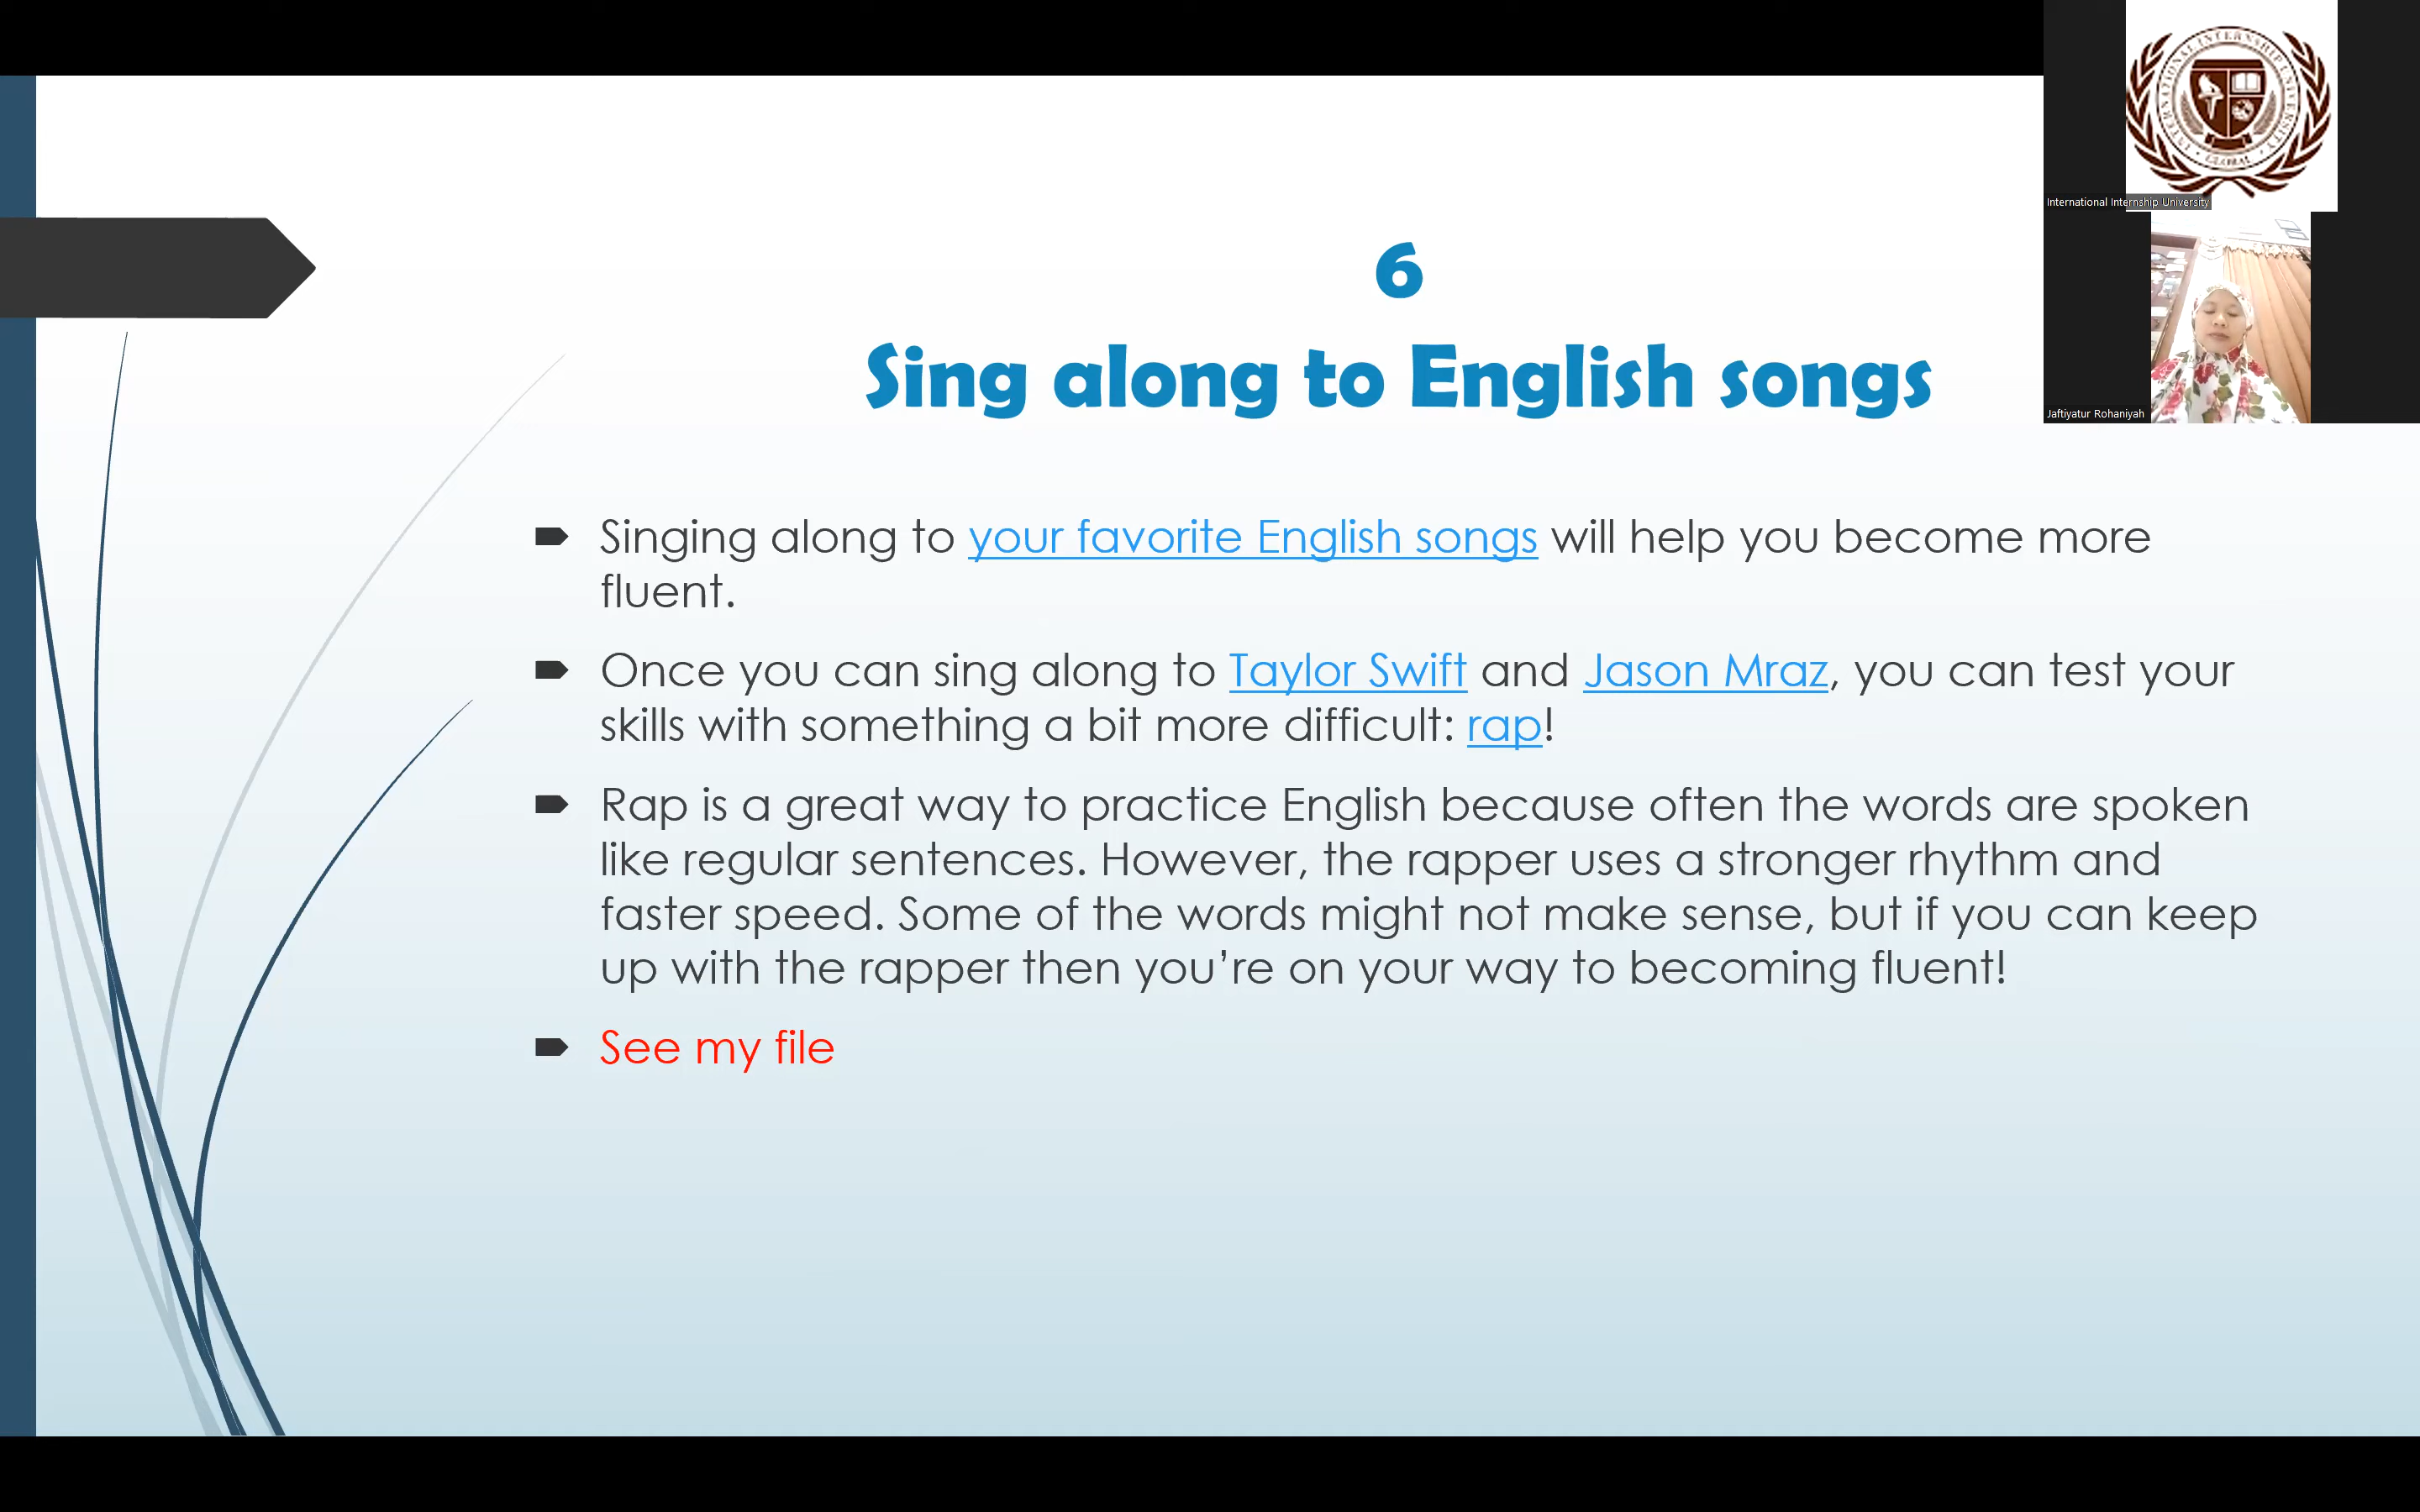 6
Sing along to English songs
Singing along to your favorite English songs will help you become more
fluent.
Once you can sing along to Taylor Swift and Jason Mraz, you can test your
skills with something a bit more difficult: rap!
Rap is a great way to practice English because often the words are spoken
like regular sentences. However, the rapper uses a stronger rhythm and
faster speed. Some of the words might not make sense, but if you can keep
up with the rapper then you’re on your way to becoming fluent!
See my file
INTERNATIONAL INTERNSHIP UNIVERSITY
GLOBAL
International Internship University
Jaftiyatur Rohaniyah